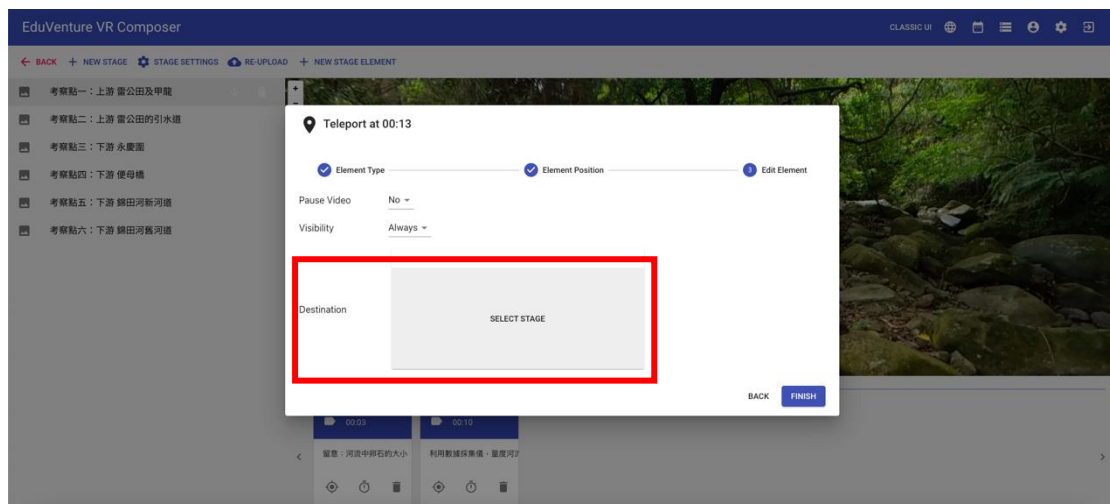 EduVenture VR Composer
CLASSIC UI
BACK + NEW STAGE STAGE SETTINGS RE-UPLOAD + NEW STAGE ELEMENT
考察點一：上游 雷公田及甲龍
考察點二：上游 雷公田的引水道
考察點三：下游 永慶圍
考察點四：下游 便母橋
考察點五：下游 錦田河新河道
考察點六：下游 錦田河舊河道
Teleport at 00:13
Element Type
Element Position
3 Edit Element
Pause Video No
Visibility Always
Destination
SELECT STAGE
BACK FINISH
00:03 00:10
留意：河流中卵石的大小 利用數據採集儀，量度河